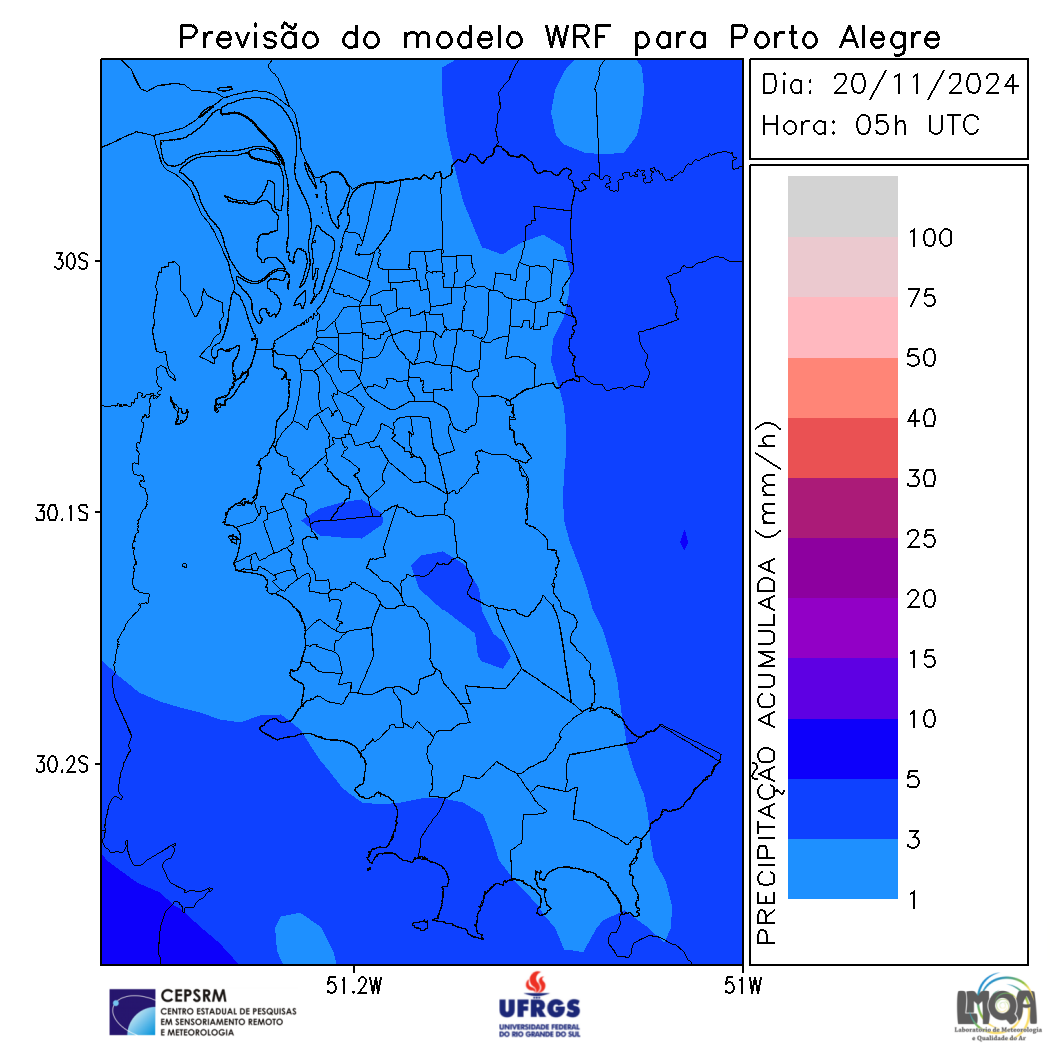 Previsão do modelo WRF para Porto Alegre
Dia: 20/11/2024
Hora: 05h UTC
30S
30.1S
30.2S
51.2W
51W
PRECIPITAÇÃO ACUMULADA (mm/h)
100
75
50
40
30
25
20
15
10
5
3
1
CEPSRM
CENTRO ESTADUAL DE PESQUISAS
EM SENSORIAMENTO REMOTO
E METEOROLOGIA
UFRGS
UNIVERSIDADE FEDERAL
DO RIO GRANDE DO SUL
LMQA
Laboratório de Meteorologia
e Qualidade do Ar